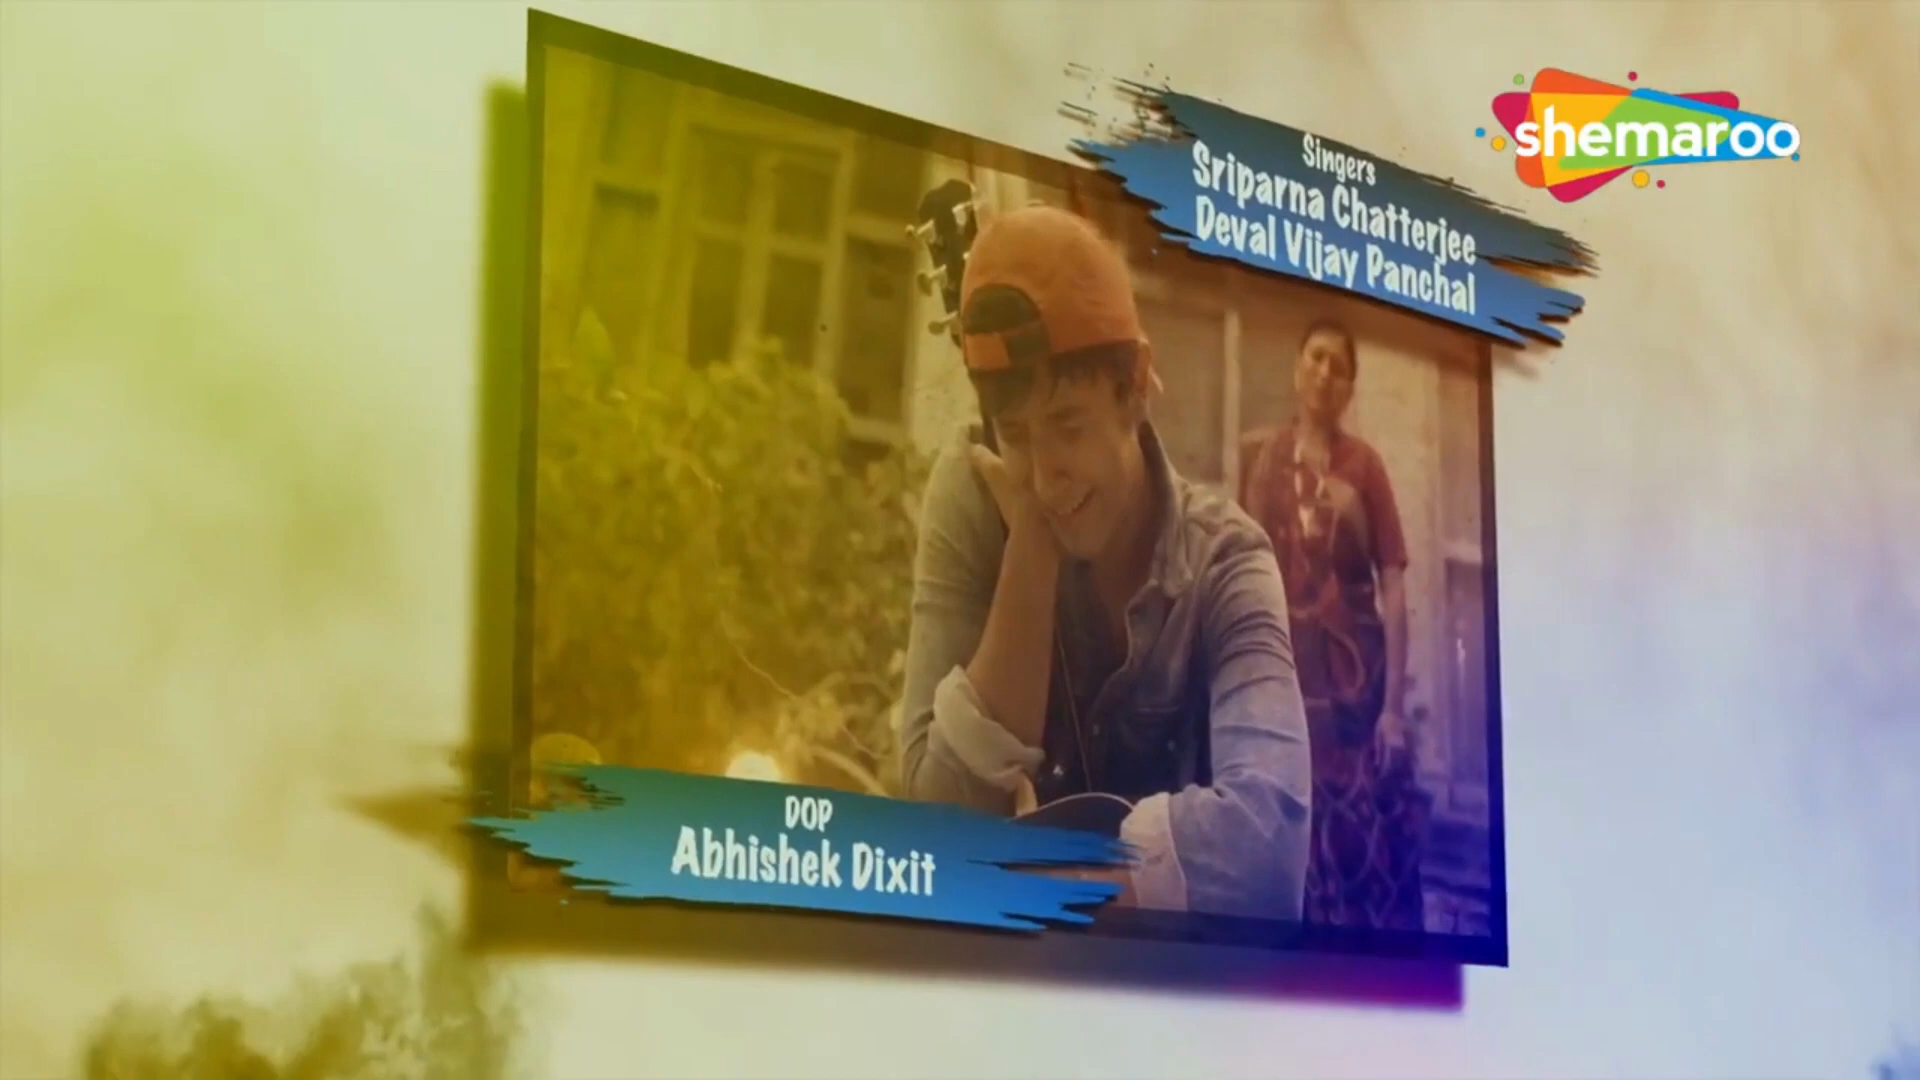 shemaroo
Singers
Sriparna Chatterjee
Deval Vijay Panchal
DOP
Abhishek Dixit